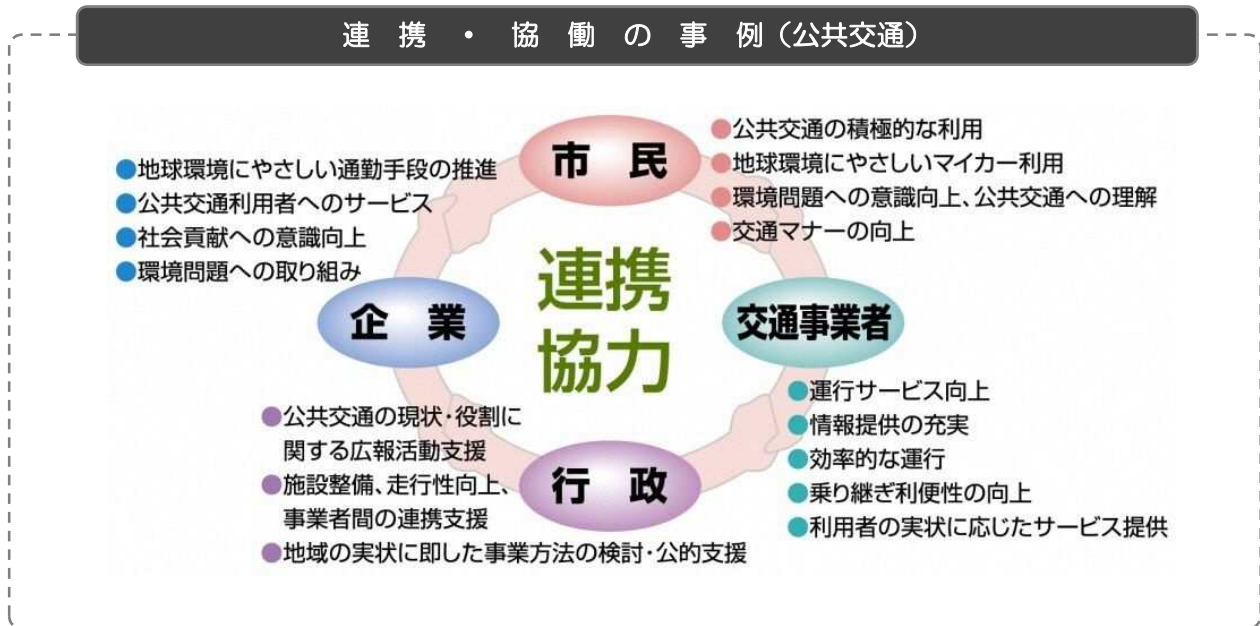 連携・協働の事例（公共交通）
市民
●公共交通の積極的な利用
●地球環境にやさしいマイカー利用
●環境問題への意識向上、公共交通への理解
●交通マナーの向上
●地球環境にやさしい通勤手段の推進
●公共交通利用者へのサービス
●社会貢献への意識向上
●環境問題への取り組み
企業
連携
協力
交通事業者
●運行サービス向上
●情報提供の充実
●効率的な運行
●乗り継ぎ利便性の向上
●利用者の実状に応じたサービス提供
行政
●公共交通の現状・役割に
関する広報活動支援
●施設整備、走行性向上、
事業者間の連携支援
●地域の実状に即した事業方法の検討・公的支援